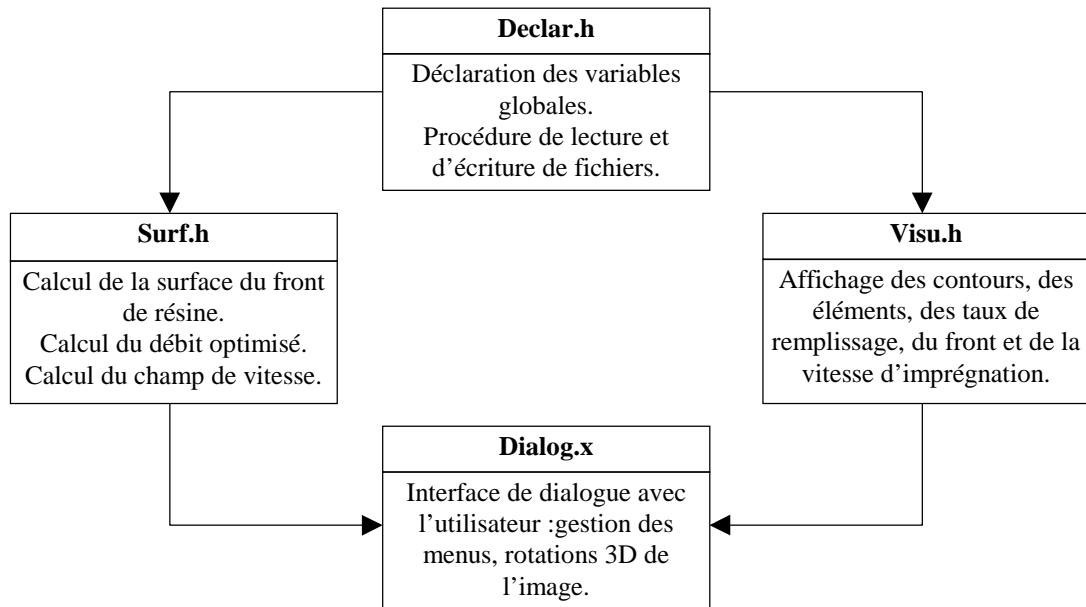 Declar.h
Déclaration des variables
globales.
Procédure de lecture et
d’écriture de fichiers.
Surf.h
Calcul de la surface du front
de résine.
Calcul du débit optimisé.
Calcul du champ de vitesse.
Visu.h
Affichage des contours, des
éléments, des taux de
remplissage, du front et de la
vitesse d’imprégnation.
Dialog.x
Interface de dialogue avec
l’utilisateur :gestion des
menus, rotations 3D de
l’image.